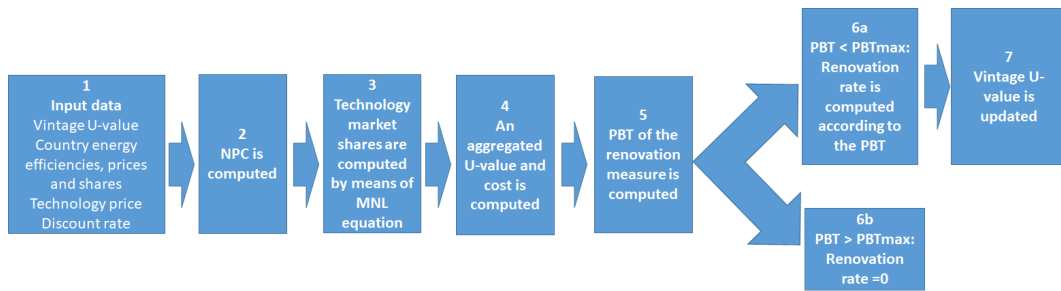 1
Input data
Vintage U-value
Country energy
efficiencies, prices
and shares
Technology price
Discount rate
2
NPC is
computed
3
Technology
market
shares are
computed
by means of
MNL
equation
4
An
aggregated
U-value and
cost is
computed
5
PBT of the
renovation
measure is
computed
6a
PBT < PBTmax:
Renovation
rate is
computed
according to
the PBT
7
Vintage U-
value is
updated
6b
PBT > PBTmax:
Renovation
rate =0